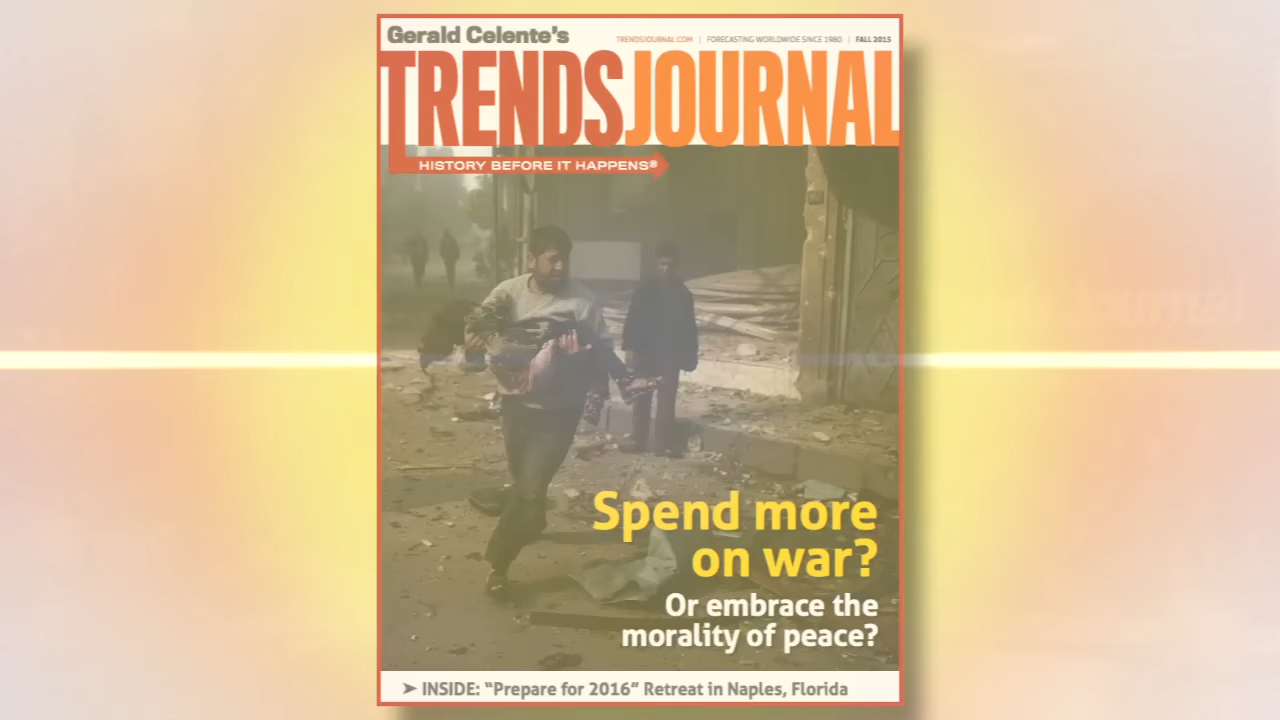 Gerald Celente's
TRENDSJOURNAL.COM | FORECASTING WORLDWIDE SINCE 1980 | FALL 2015
TRENDSJOURNAL
HISTORY BEFORE IT HAPPENS®
Spend more
on war?
Or embrace the
morality of peace?
➤ INSIDE: “Prepare for 2016” Retreat in Naples, Florida